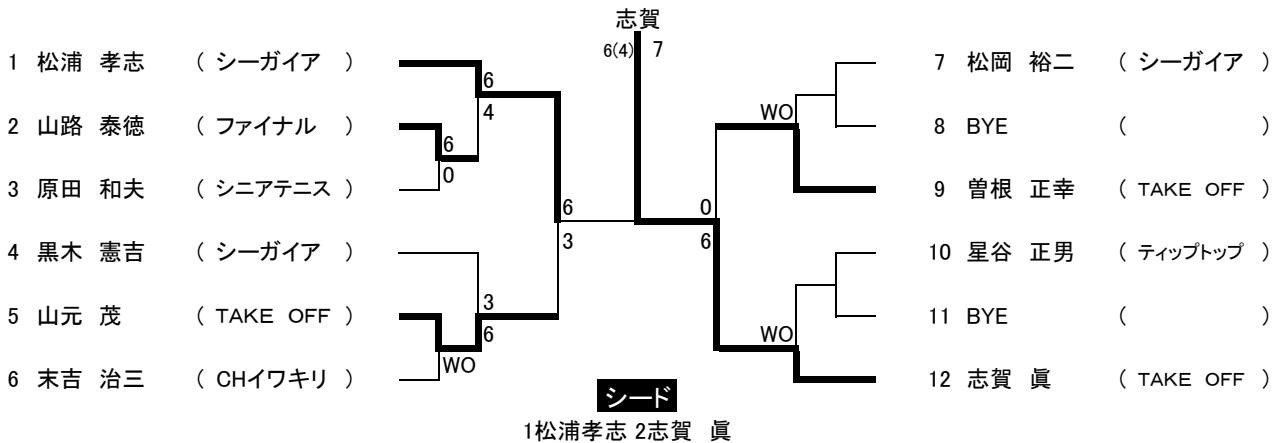 志賀
6(4) 7
1 松浦 孝志 ( シーガイア )
6
4
2 山路 泰徳 ( ファイナル )
6
0
3 原田 和夫 ( シニアテニス )
6
3
4 黒木 憲吉 ( シーガイア )
3
6
5 山元 茂 ( TAKE OFF )
WO
6 末吉 治三 ( CHイワキリ )
7 松岡 裕二 ( シーガイア )
WO
8 BYE ( )
9 曽根 正幸 ( TAKE OFF )
0
6
10 星谷 正男 ( ティップトップ )
11 BYE ( )
WO
12 志賀 眞 ( TAKE OFF )
シード
1松浦孝志 2志賀 眞